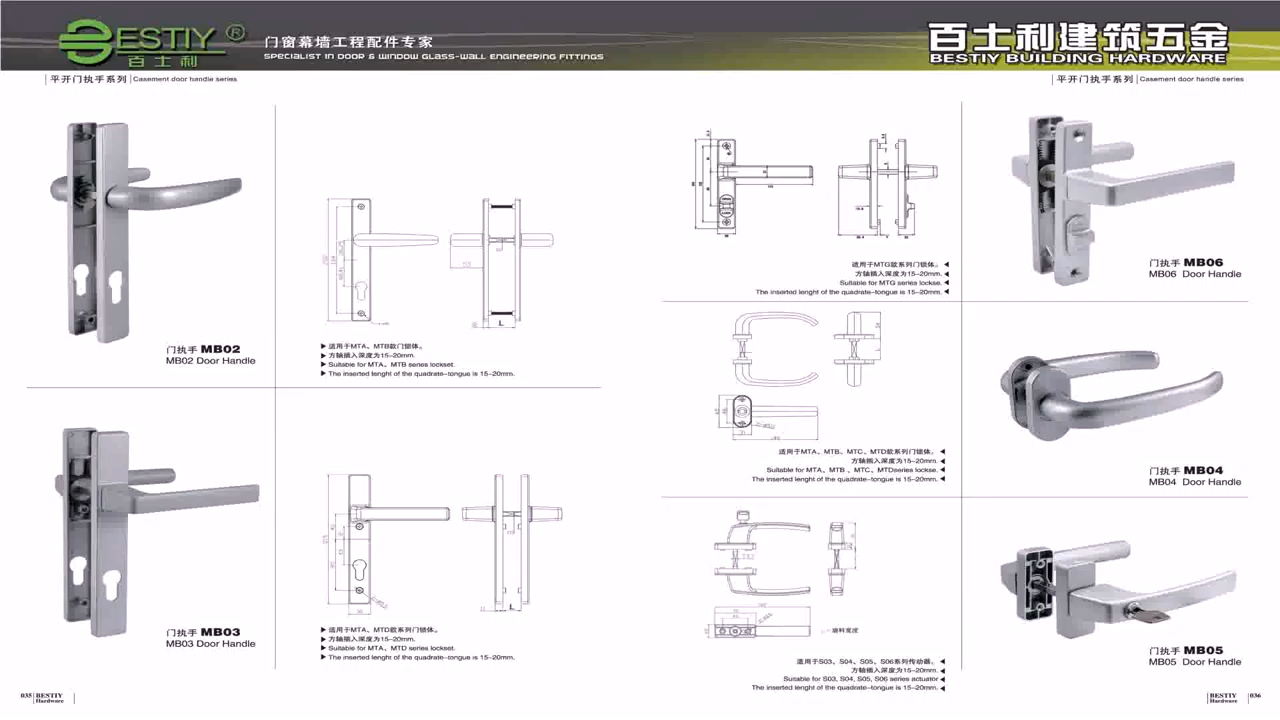 BESTIY®
百士利
门窗幕墙工程配件专家
SPECIALIST IN DOOR & WINDOW GLASS-WALL ENGINEERING FITTINGS
百士利建筑五金
BESTIY BUILDING HARDWARE
平开门执手系列 Casement door handle series
平开门执手系列 Casement door handle series
门执手 MB02
MB02 Door Handle
▶ 适用于MTA、MTB款门锁体。
▶ 方轴插入深度为15-20mm.
▶ Suitable for MTA、MTB series lockset.
▶ The inserted lenght of the quadrate-tongue is 15-20mm.
L
门执手 MB03
MB03 Door Handle
▶ 适用于MTA、MTD款系列门锁体。
▶ 方轴插入深度为15-20mm.
▶ Suitable for MTA、MTD series lockset.
▶ The inserted lenght of the quadrate-tongue is 15-20mm.
L
适用于MTG款系列门锁体。◀
方轴插入深度为15-20mm.◀
Suitable for MTG series lockse.◀
The inserted lenght of the quadrate-tongue is 15-20mm.◀
门执手 MB06
MB06 Door Handle
适用于MTA、MTB、MTC、MTD款系列门锁体。◀
方轴插入深度为15-20mm.◀
Suitable for MTA、MTB 、MTC、MTDseries lockse.◀
The inserted lenght of the quadrate-tongue is 15-20mm.◀
门执手 MB04
MB04 Door Handle
适用于S03、S04、S05、S06系列传动器。◀
方轴插入深度为15-20mm.◀
Suitable for S03, S04, S05, S06 series actuator◀
The inserted lenght of the quadrate-tongue is 15-20mm.◀
门执手 MB05
MB05 Door Handle
035 BESTIY
Hardware
BESTIY 036
Hardware